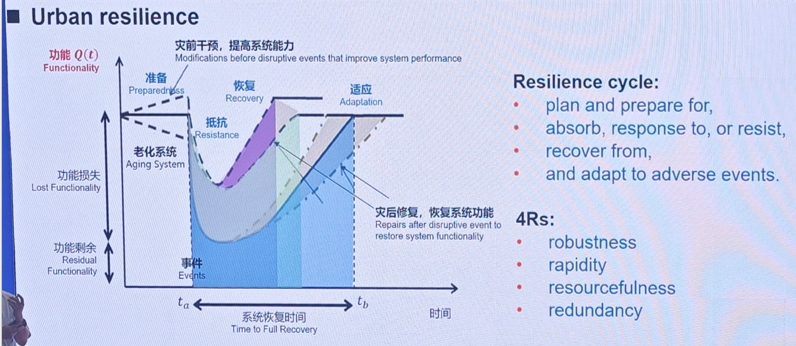 Urban resilience
功能 Q(t)
Functionality
灾前干预，提高系统能力
Modifications before disruptive events that improve system performance
准备
Preparedness
恢复
Recovery
适应
Adaptation
抵抗
Resistance
老化系统
Aging System
功能损失
Lost Functionality
功能剩余
Residual
Functionality
灾后修复，恢复系统功能
Repairs after disruptive event to
restore system functionality
事件
Events
ta
tb
系统恢复时间
Time to Full Recovery
时间
Resilience cycle:
• plan and prepare for,
• absorb, response to, or resist,
• recover from,
• and adapt to adverse events.
4Rs:
• robustness
• rapidity
• resourcefulness
• redundancy